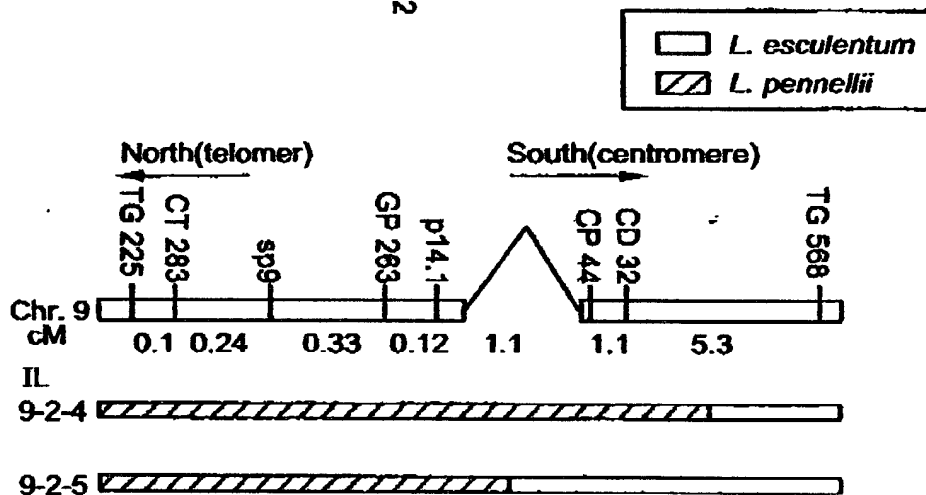 2
L. esculentum
L. pennellii
North(telomer)
South(centromere)
TG 225
CT 283
sp9
GP 263
p14.1
CP 44
CD 32
TG 568
Chr. 9
cM
0.1 0.24 0.33 0.12 1.1 1.1 5.3
IL
9-2-4
9-2-5